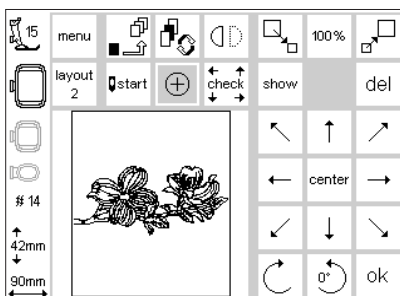 15
menu
100%
layout
2
start
check
show
del
# 14
center
42mm
90mm
0°
ok